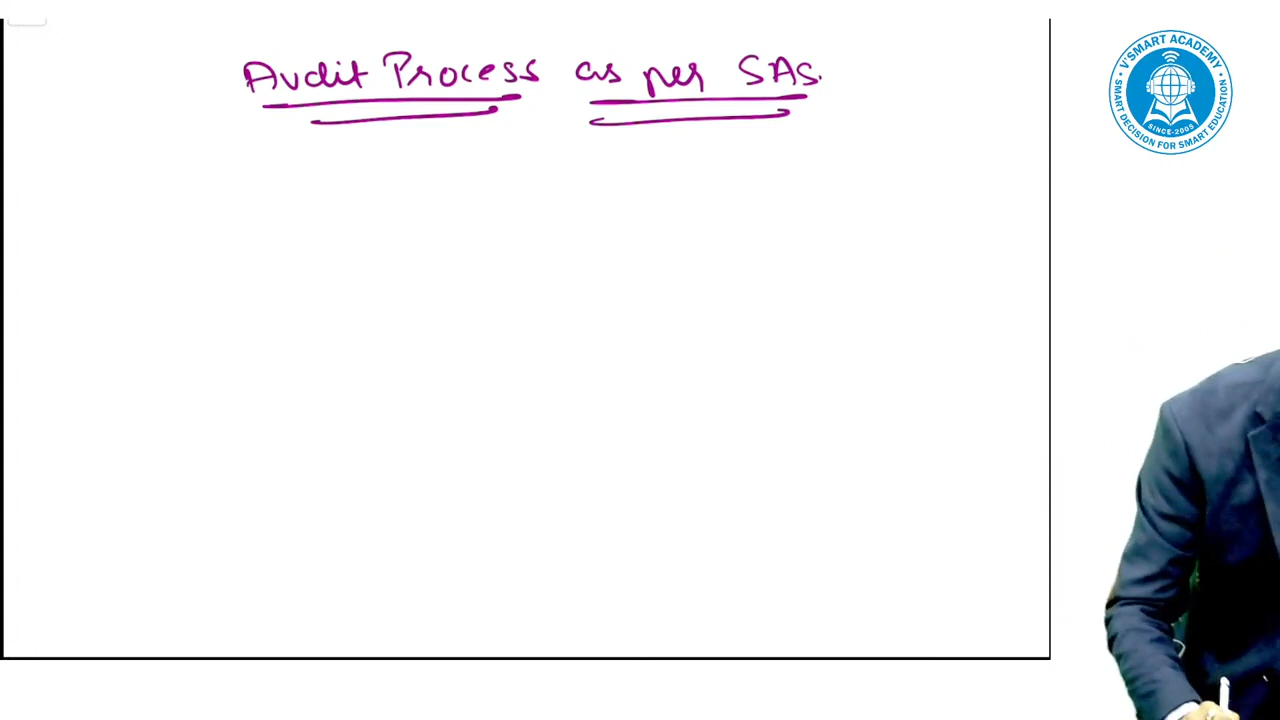 Audit Process as per SAs.
• V'SMART ACADEMY •
SMART DECISION FOR SMART EDUCATION
SINCE-2005